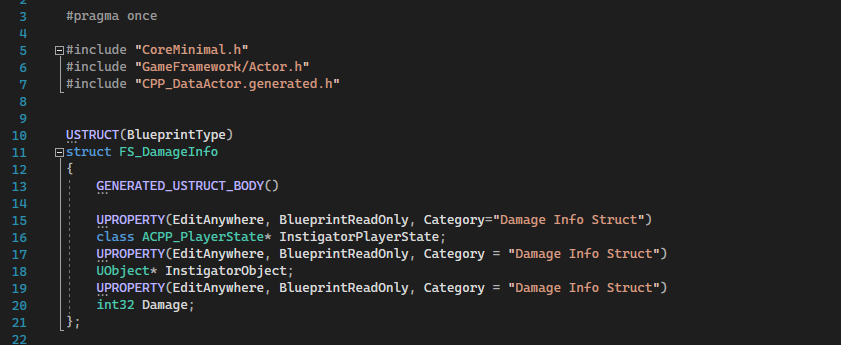 2
3 #pragma once
4
5 #include "CoreMinimal.h"
6 #include "GameFramework/Actor.h"
7 #include "CPP_DataActor.generated.h"
8
9
10 USTRUCT(BlueprintType)
11 struct FS_DamageInfo
12 {
13 GENERATED_USTRUCT_BODY()
14
15 UPROPERTY(EditAnywhere, BlueprintReadOnly, Category="Damage Info Struct")
16 class ACPP_PlayerState* InstigatorPlayerState;
17 UPROPERTY(EditAnywhere, BlueprintReadOnly, Category = "Damage Info Struct")
18 UObject* InstigatorObject;
19 UPROPERTY(EditAnywhere, BlueprintReadOnly, Category = "Damage Info Struct")
20 int32 Damage;
21 };
22